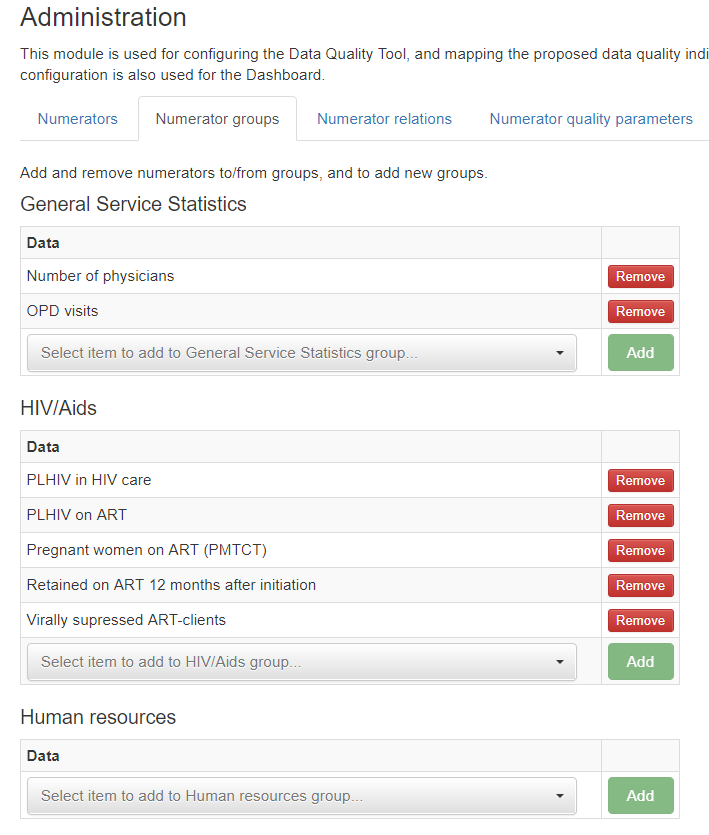 Administration
This module is used for configuring the Data Quality Tool, and mapping the proposed data quality indi
configuration is also used for the Dashboard.
Numerators Numerator groups Numerator relations Numerator quality parameters
Add and remove numerators to/from groups, and to add new groups.
General Service Statistics
Data
Number of physicians Remove
OPD visits Remove
Select item to add to General Service Statistics group... Add
HIV/Aids
Data
PLHIV in HIV care Remove
PLHIV on ART Remove
Pregnant women on ART (PMTCT) Remove
Retained on ART 12 months after initiation Remove
Virally supressed ART-clients Remove
Select item to add to HIV/Aids group... Add
Human resources
Data
Select item to add to Human resources group... Add